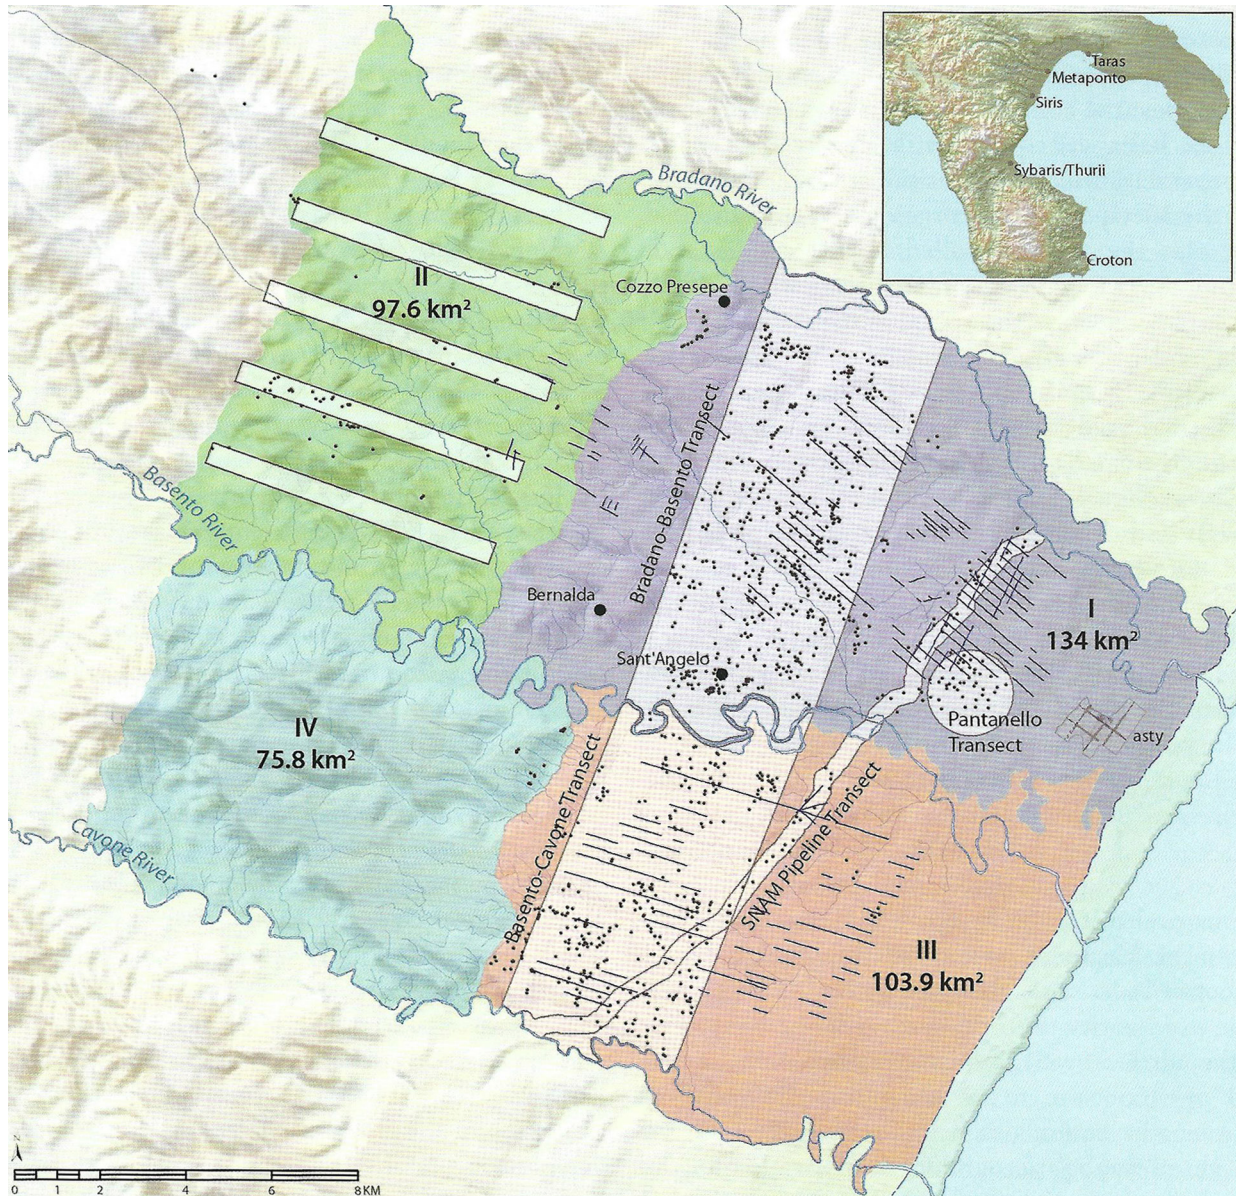 Taras
Metaponto
Siris
Sybaris/Thurii
Croton
Bradano River
II
97.6 km²
Cozzo Presepe
Bradano-Basento Transect
Basento River
Bernalda
I
134 km²
Sant'Angelo
Pantanello
Transect
asty
IV
75.8 km²
Basento-Cavone Transect
SNAM Pipeline Transect
Cavone River
III
103.9 km²
N
0 1 2 4 6 8 KM